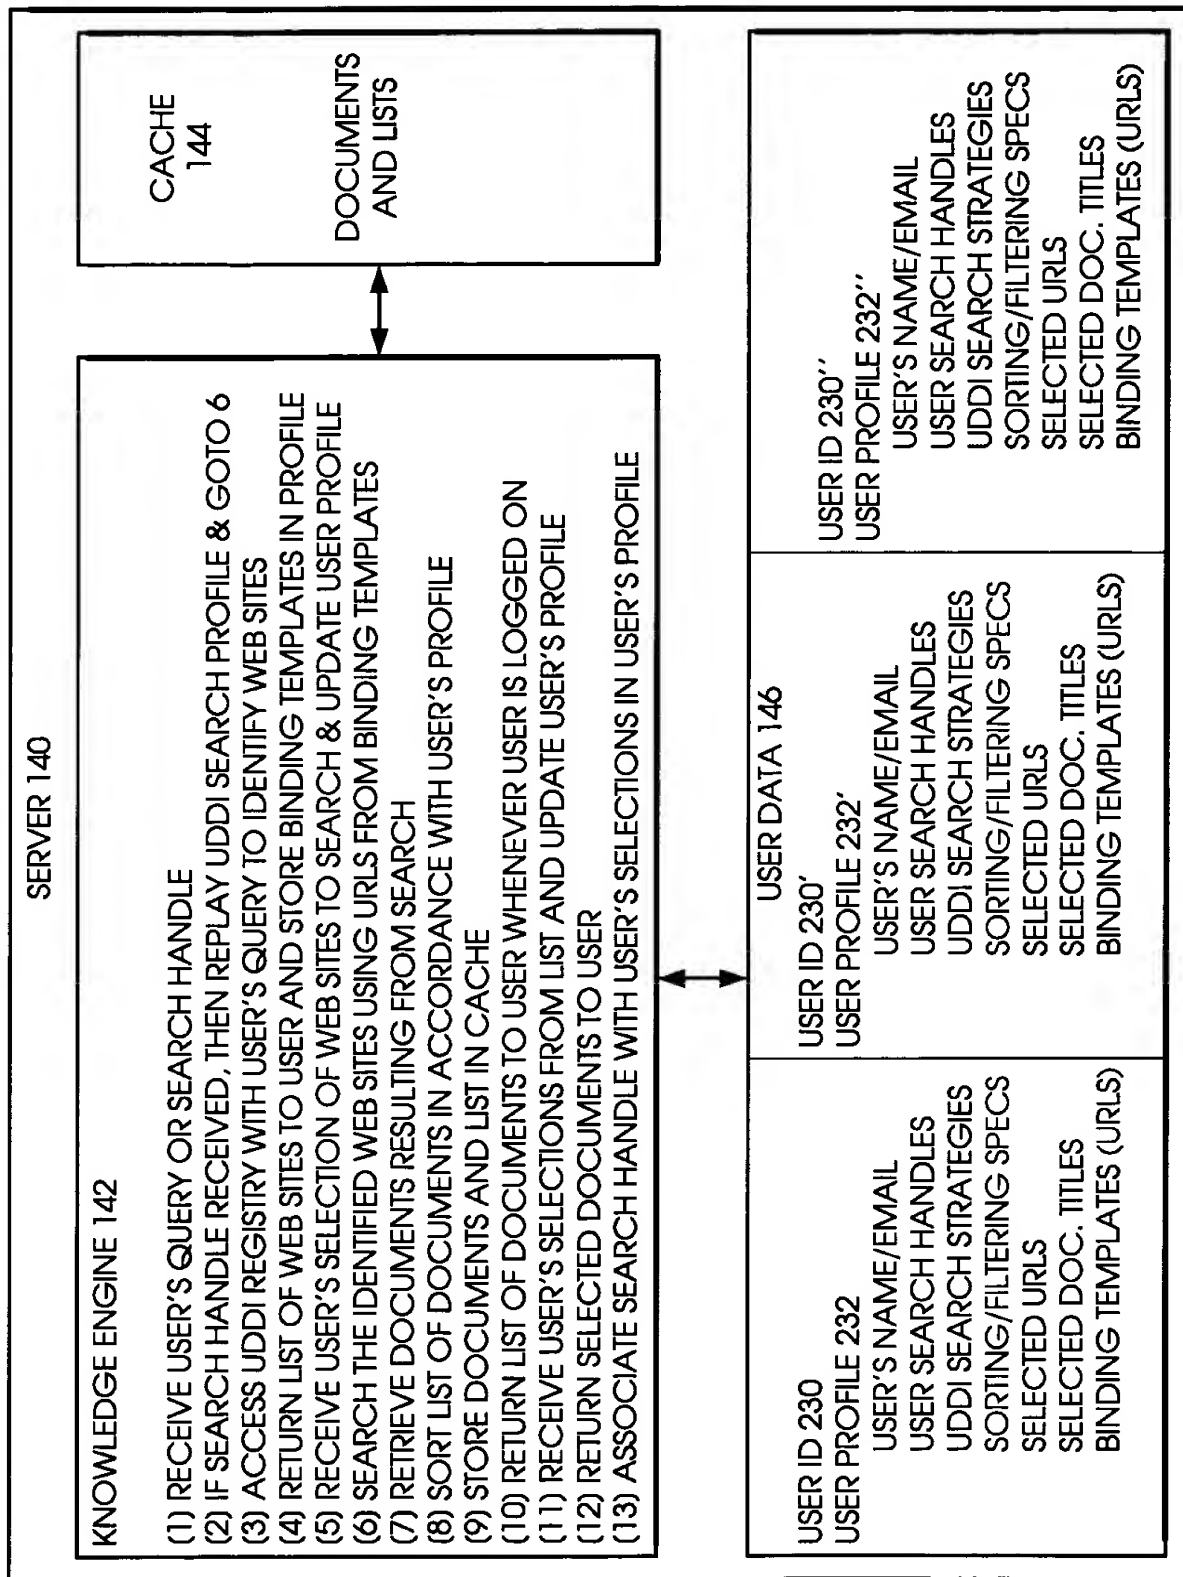 SERVER 140
KNOWLEDGE ENGINE 142
(1) RECEIVE USER'S QUERY OR SEARCH HANDLE
(2) IF SEARCH HANDLE RECEIVED, THEN REPLAY UDDI SEARCH PROFILE & GOTO 6
(3) ACCESS UDDI REGISTRY WITH USER'S QUERY TO IDENTIFY WEB SITES
(4) RETURN LIST OF WEB SITES TO USER AND STORE BINDING TEMPLATES IN PROFILE
(5) RECEIVE USER'S SELECTION OF WEB SITES TO SEARCH & UPDATE USER PROFILE
(6) SEARCH THE IDENTIFIED WEB SITES USING URLS FROM BINDING TEMPLATES
(7) RETRIEVE DOCUMENTS RESULTING FROM SEARCH
(8) SORT LIST OF DOCUMENTS IN ACCORDANCE WITH USER'S PROFILE
(9) STORE DOCUMENTS AND LIST IN CACHE
(10) RETURN LIST OF DOCUMENTS TO USER WHENEVER USER IS LOGGED ON
(11) RECEIVE USER'S SELECTIONS FROM LIST AND UPDATE USER'S PROFILE
(12) RETURN SELECTED DOCUMENTS TO USER
(13) ASSOCIATE SEARCH HANDLE WITH USER'S SELECTIONS IN USER'S PROFILE
CACHE
144
DOCUMENTS
AND LISTS
USER DATA 146
USER ID 230
USER PROFILE 232
USER'S NAME/EMAIL
USER SEARCH HANDLES
UDDI SEARCH STRATEGIES
SORTING/FILTERING SPECS
SELECTED URLS
SELECTED DOC. TITLES
BINDING TEMPLATES (URLS)
USER ID 230'
USER PROFILE 232'
USER'S NAME/EMAIL
USER SEARCH HANDLES
UDDI SEARCH STRATEGIES
SORTING/FILTERING SPECS
SELECTED URLS
SELECTED DOC. TITLES
BINDING TEMPLATES (URLS)
USER ID 230''
USER PROFILE 232''
USER'S NAME/EMAIL
USER SEARCH HANDLES
UDDI SEARCH STRATEGIES
SORTING/FILTERING SPECS
SELECTED URLS
SELECTED DOC. TITLES
BINDING TEMPLATES (URLS)